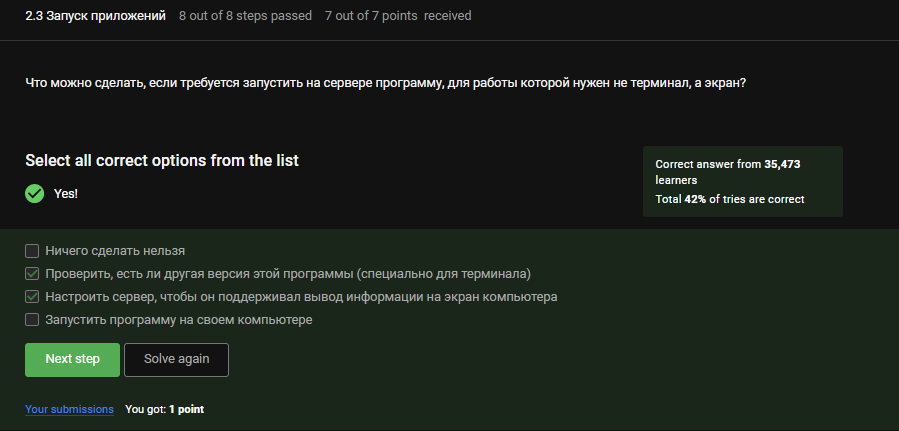 2.3 Запуск приложений 8 out of 8 steps passed 7 out of 7 points received
Что можно сделать, если требуется запустить на сервере программу, для работы которой нужен не терминал, а экран?
Select all correct options from the list
Yes!
Correct answer from 35,473
learners
Total 42% of tries are correct
Ничего сделать нельзя
Проверить, есть ли другая версия этой программы (специально для терминала)
Настроить сервер, чтобы он поддерживал вывод информации на экран компьютера
Запустить программу на своем компьютере
Next step Solve again
Your submissions You got: 1 point